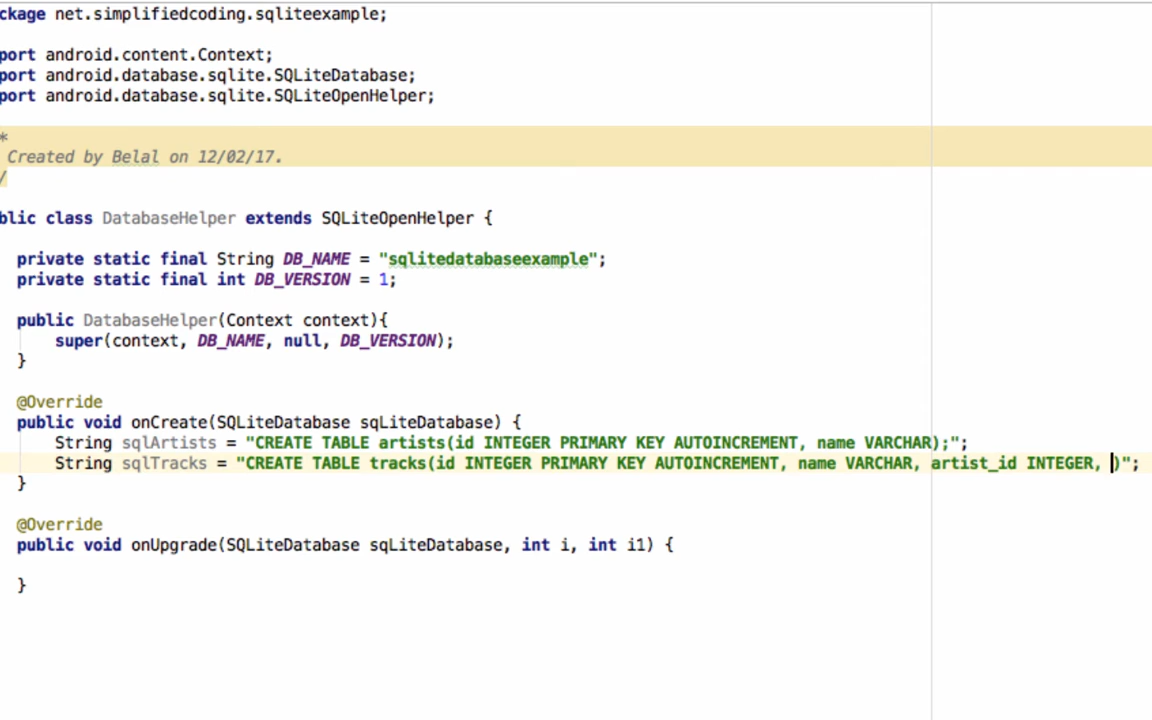 ckage net.simplifiedcoding.sqliteexample;
port android.content.Context;
port android.database.sqlite.SQLiteDatabase;
port android.database.sqlite.SQLiteOpenHelper;
*
Created by Belal on 12/02/17.
/
blic class DatabaseHelper extends SQLiteOpenHelper {
private static final String DB_NAME = "sqlitedatabaseexample";
private static final int DB_VERSION = 1;
public DatabaseHelper(Context context){
super(context, DB_NAME, null, DB_VERSION);
}
@Override
public void onCreate(SQLiteDatabase sqLiteDatabase) {
String sqlArtists = "CREATE TABLE artists(id INTEGER PRIMARY KEY AUTOINCREMENT, name VARCHAR);";
String sqlTracks = "CREATE TABLE tracks(id INTEGER PRIMARY KEY AUTOINCREMENT, name VARCHAR, artist_id INTEGER, )";
}
@Override
public void onUpgrade(SQLiteDatabase sqLiteDatabase, int i, int i1) {
}